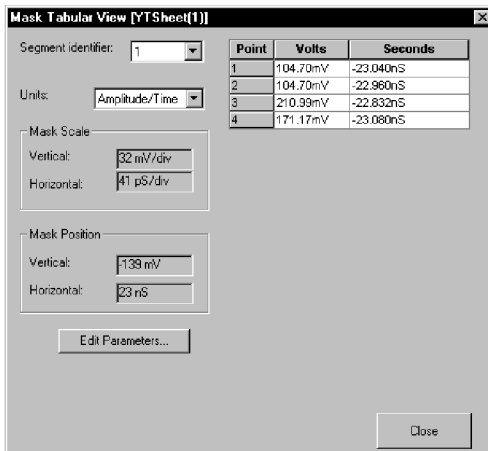 Mask Tabular View [YTSheet(1)]
Segment identifier: 1
Units: Amplitude/Time
Mask Scale
Vertical: 32 mV/div
Horizontal: 41 pS/div
Mask Position
Vertical: -139 mV
Horizontal: 23 nS
Edit Parameters...
Point Volts Seconds
1 104.70mV -23.040nS
2 104.70mV -22.960nS
3 210.99mV -22.832nS
4 171.17mV -23.080nS
Close